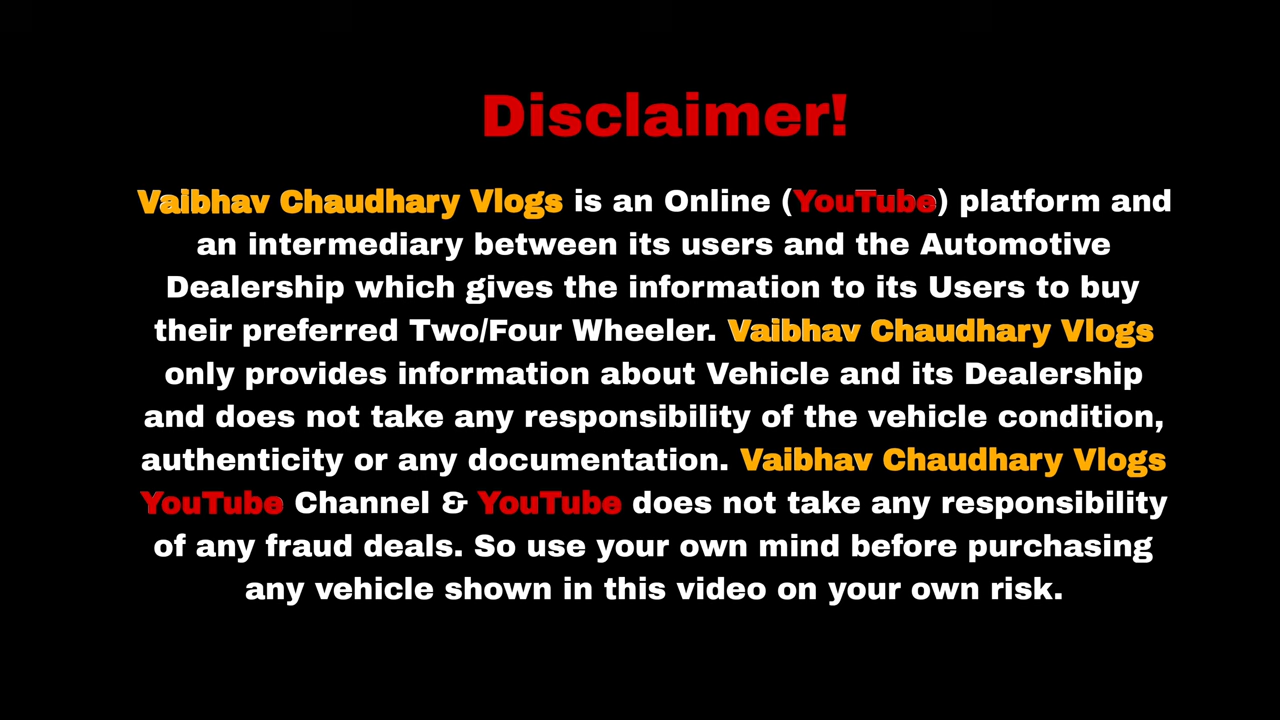 Disclaimer!
Vaibhav Chaudhary Vlogs is an Online (YouTube) platform and
an intermediary between its users and the Automotive
Dealership which gives the information to its Users to buy
their preferred Two/Four Wheeler. Vaibhav Chaudhary Vlogs
only provides information about Vehicle and its Dealership
and does not take any responsibility of the vehicle condition,
authenticity or any documentation. Vaibhav Chaudhary Vlogs
YouTube Channel & YouTube does not take any responsibility
of any fraud deals. So use your own mind before purchasing
any vehicle shown in this video on your own risk.